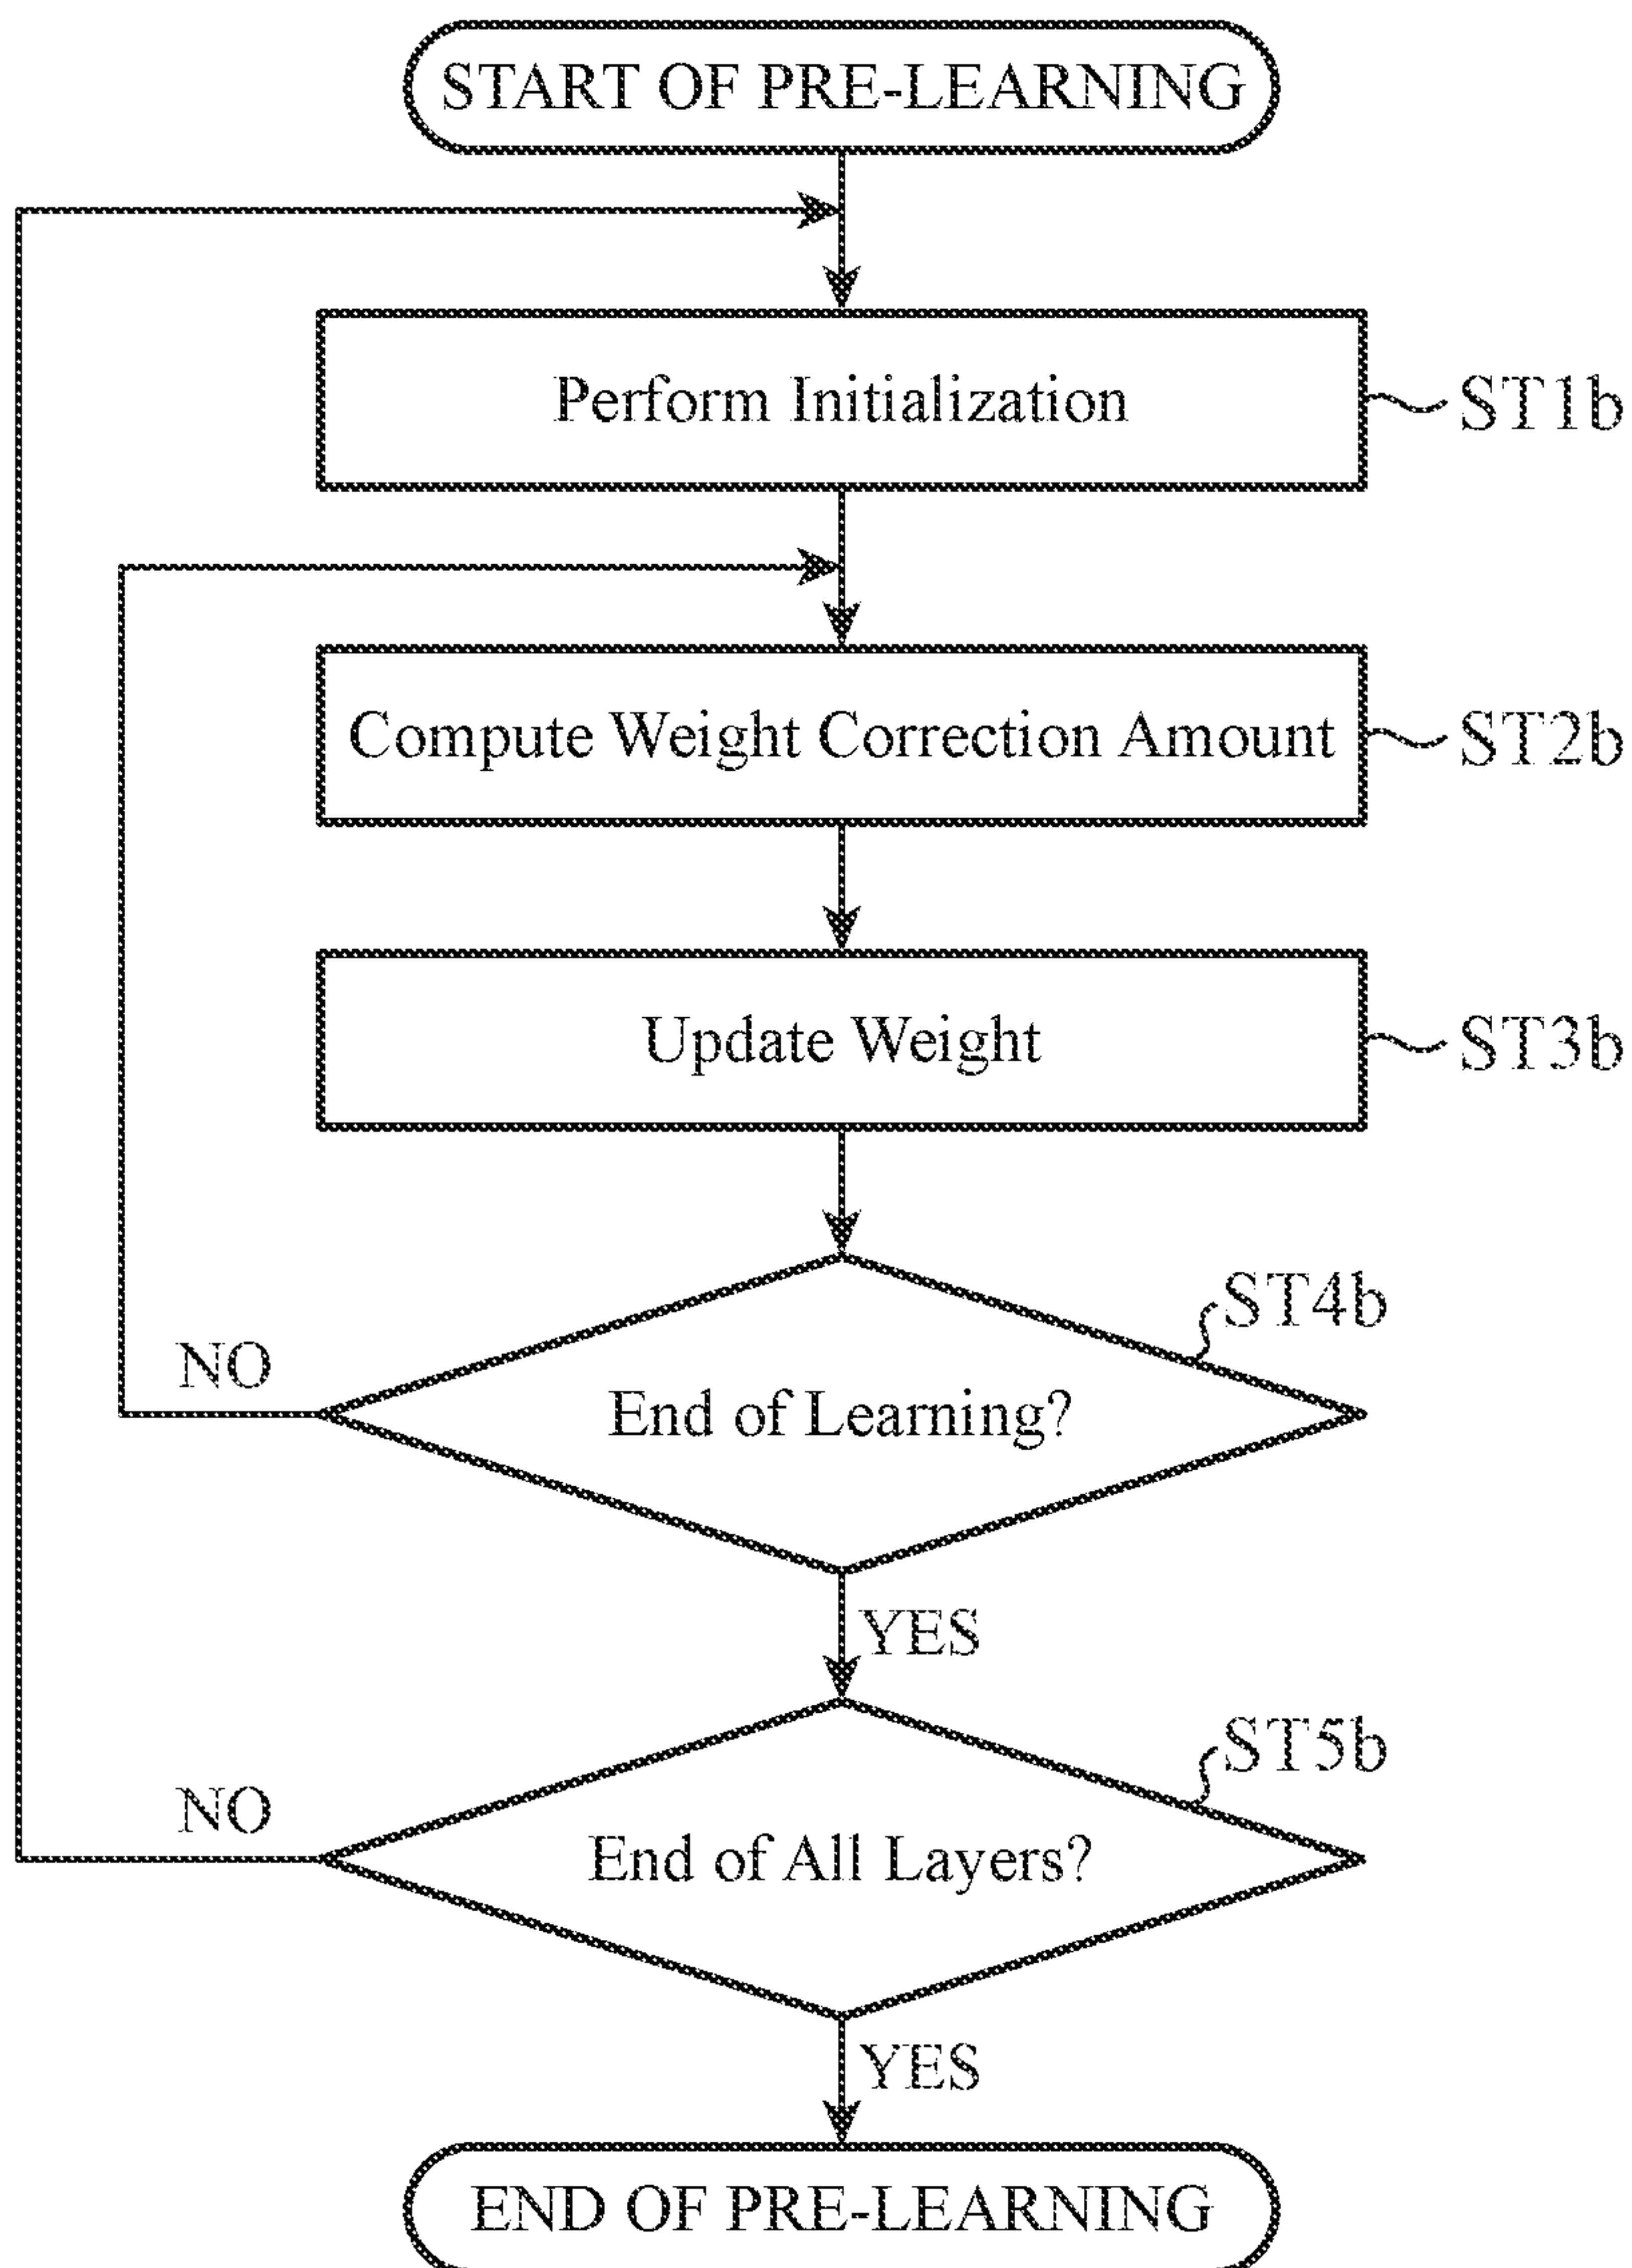 START OF PRE-LEARNING
Perform Initialization
ST1b
Compute Weight Correction Amount
ST2b
Update Weight
ST3b
ST4b
NO
End of Learning?
YES
ST5b
NO
End of All Layers?
YES
END OF PRE-LEARNING